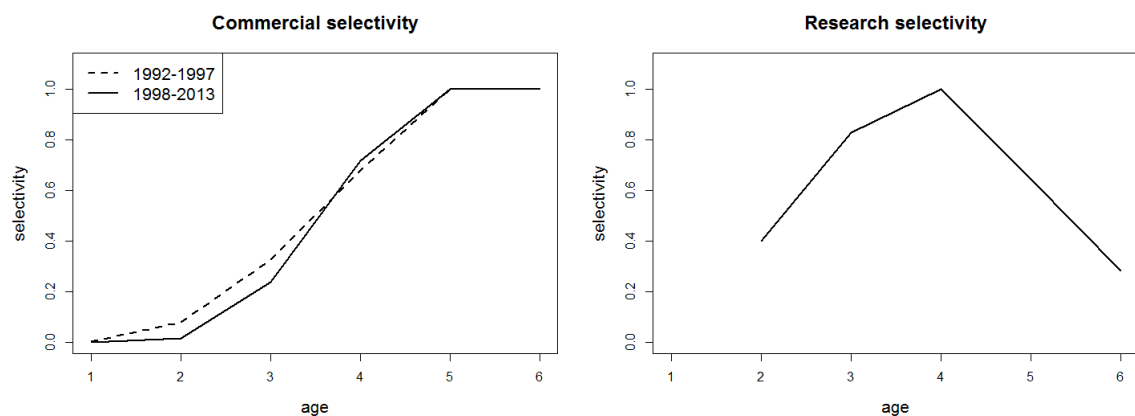 Commercial selectivity
1992-1997
1998-2013
selectivity
0.0 0.2 0.4 0.6 0.8 1.0
1 2 3 4 5 6
age
Research selectivity
selectivity
0.0 0.2 0.4 0.6 0.8 1.0
1 2 3 4 5 6
age